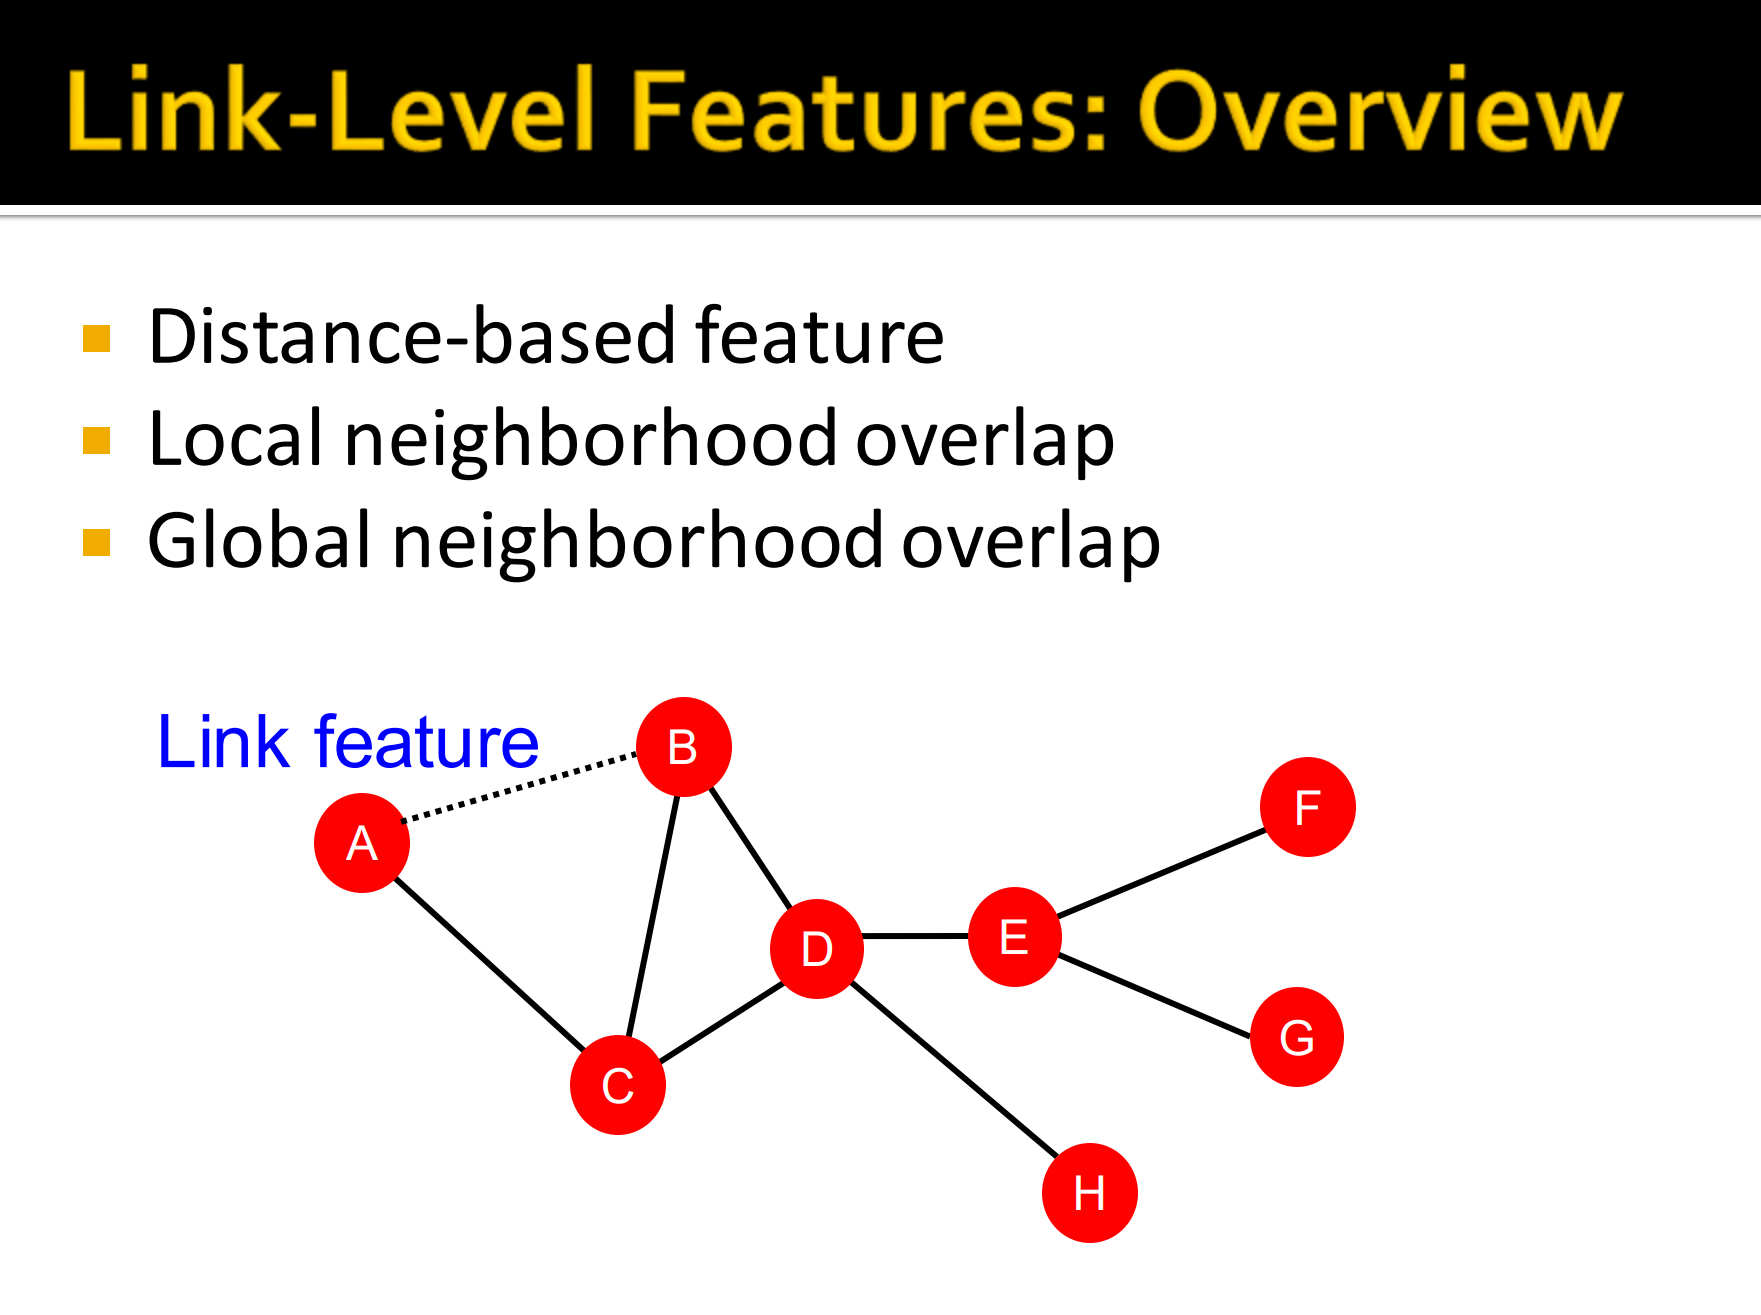 Link-Level Features: Overview
Distance-based feature
Local neighborhood overlap
Global neighborhood overlap
Link feature
B
A
F
D
E
G
C
H